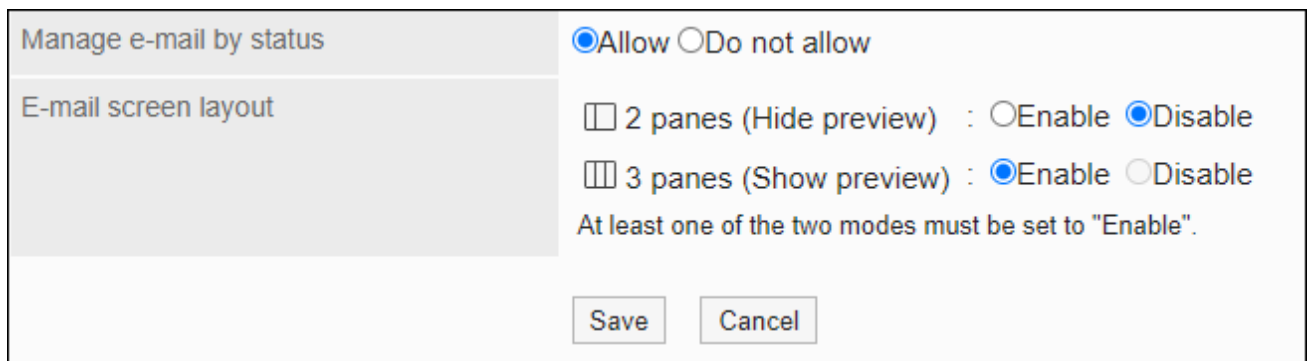 Manage e-mail by status
Allow Do not allow
E-mail screen layout
2 panes (Hide preview) : Enable Disable
3 panes (Show preview) : Enable Disable
At least one of the two modes must be set to "Enable".
Save Cancel